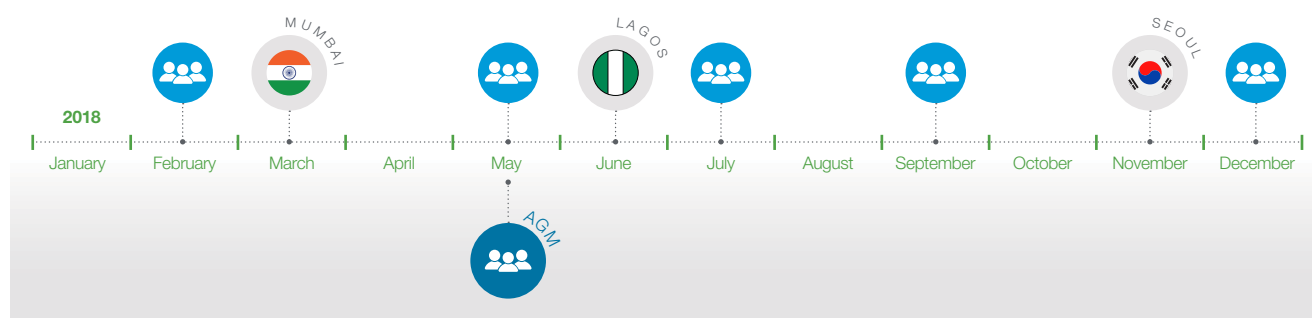 MUMBAI
LAGOS
SEOUL
2018
January February March April May June July August September October November December
AGM